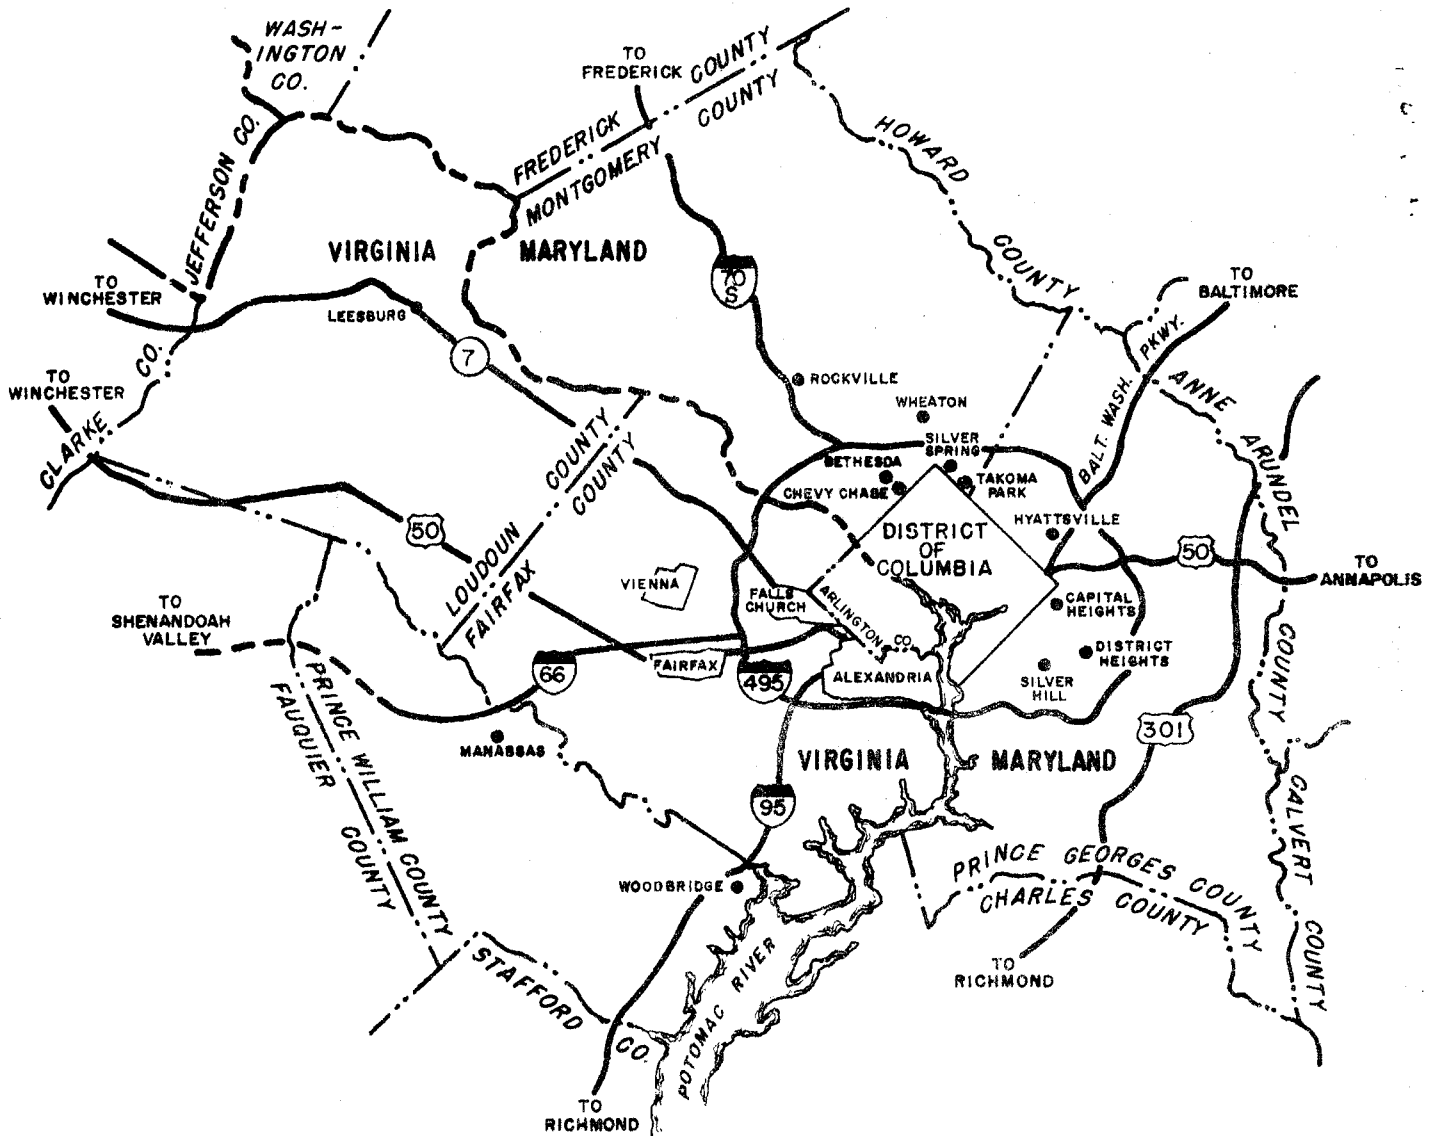 WASH-
INGTON
CO.
TO
FREDERICK
FREDERICK COUNTY
MONTGOMERY COUNTY
JEFFERSON CO.
HOWARD
COUNTY
VIRGINIA
MARYLAND
70
S
TO
WINCHESTER
LEESBURG
7
TO
BALTIMORE
BALT. WASH. PKWY.
TO
WINCHESTER
CLARKE CO.
ROCKVILLE
WHEATON
SILVER
SPRING
BETHESDA
CHEVY CHASE
TAKOMA
PARK
ANNE ARUNDEL COUNTY
LOUDOUN COUNTY
FAIRFAX COUNTY
50
HYATTSVILLE
DISTRICT
OF
COLUMBIA
50
TO
ANNAPOLIS
VIENNA
FALLS
CHURCH
ARLINGTON CO.
CAPITAL
HEIGHTS
TO
SHENANDOAH
VALLEY
66
FAIRFAX
495
ALEXANDRIA
DISTRICT
HEIGHTS
SILVER
HILL
MANASSAS
301
VIRGINIA
MARYLAND
95
PRINCE WILLIAM COUNTY
FAUQUIER COUNTY
WOODBRIDGE
PRINCE GEORGES COUNTY
CHARLES COUNTY
CALVERT COUNTY
TO
RICHMOND
STAFFORD CO.
POTOMAC RIVER
TO
RICHMOND